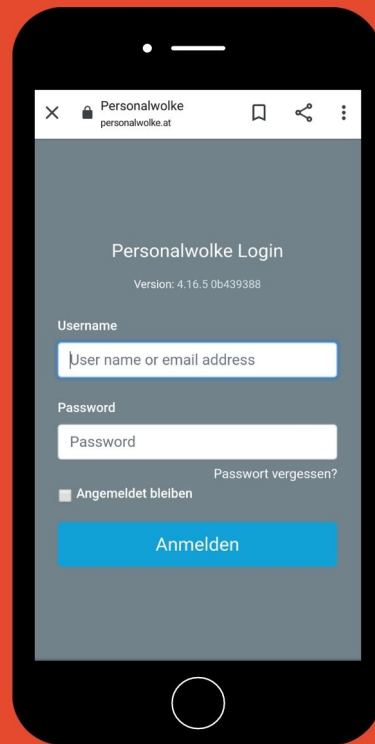 Personalwolke
personalwolke.at
Personalwolke Login
Version: 4.16.5 0b439388
Username
User name or email address
Password
Password
Passwort vergessen?
Angemeldet bleiben
Anmelden